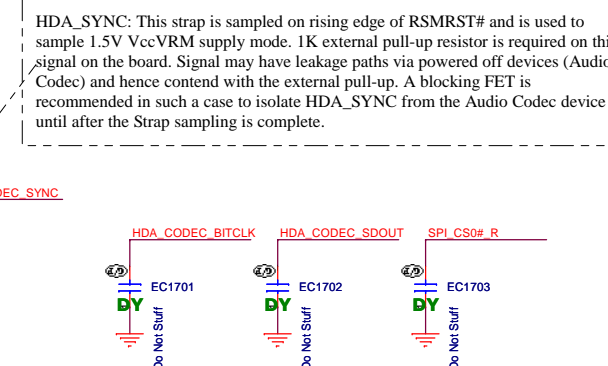 HDA_SYNC: This strap is sampled on rising edge of RSMRST# and is used to
sample 1.5V VccVRM supply mode. 1K external pull-up resistor is required on thi
signal on the board. Signal may have leakage paths via powered off devices (Audio
Codec) and hence contend with the external pull-up. A blocking FET is
recommended in such a case to isolate HDA_SYNC from the Audio Codec device
until after the Strap sampling is complete.
DEC_SYNC
HDA_CODEC_BITCLK HDA_CODEC_SDOUT SPI_CS0#_R
EC1701 EC1702 EC1703
DY DY DY
Do Not Stuff
Do Not Stuff
Do Not Stuff